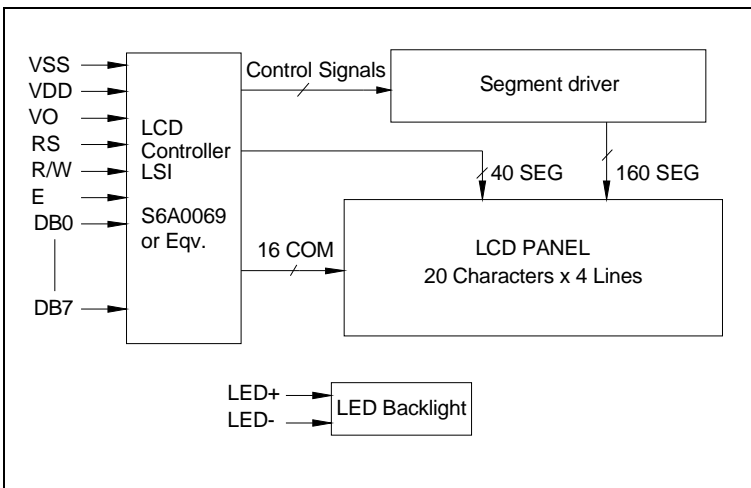 VSS
VDD
VO
RS
R/W
E
DB0
DB7
LCD
Controller
LSI
S6A0069
or Eqv.
Control Signals
Segment driver
40 SEG
160 SEG
16 COM
LCD PANEL
20 Characters x 4 Lines
LED+
LED-
LED Backlight